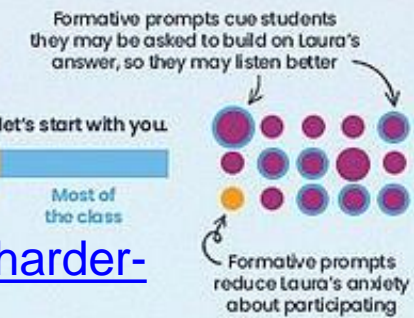 Formative prompts cue students
they may be asked to build on Laura's
answer, so they may listen better
let's start with you.
Most of
the class
harder-
Formative prompts
reduce Laura's anxiety
about participating